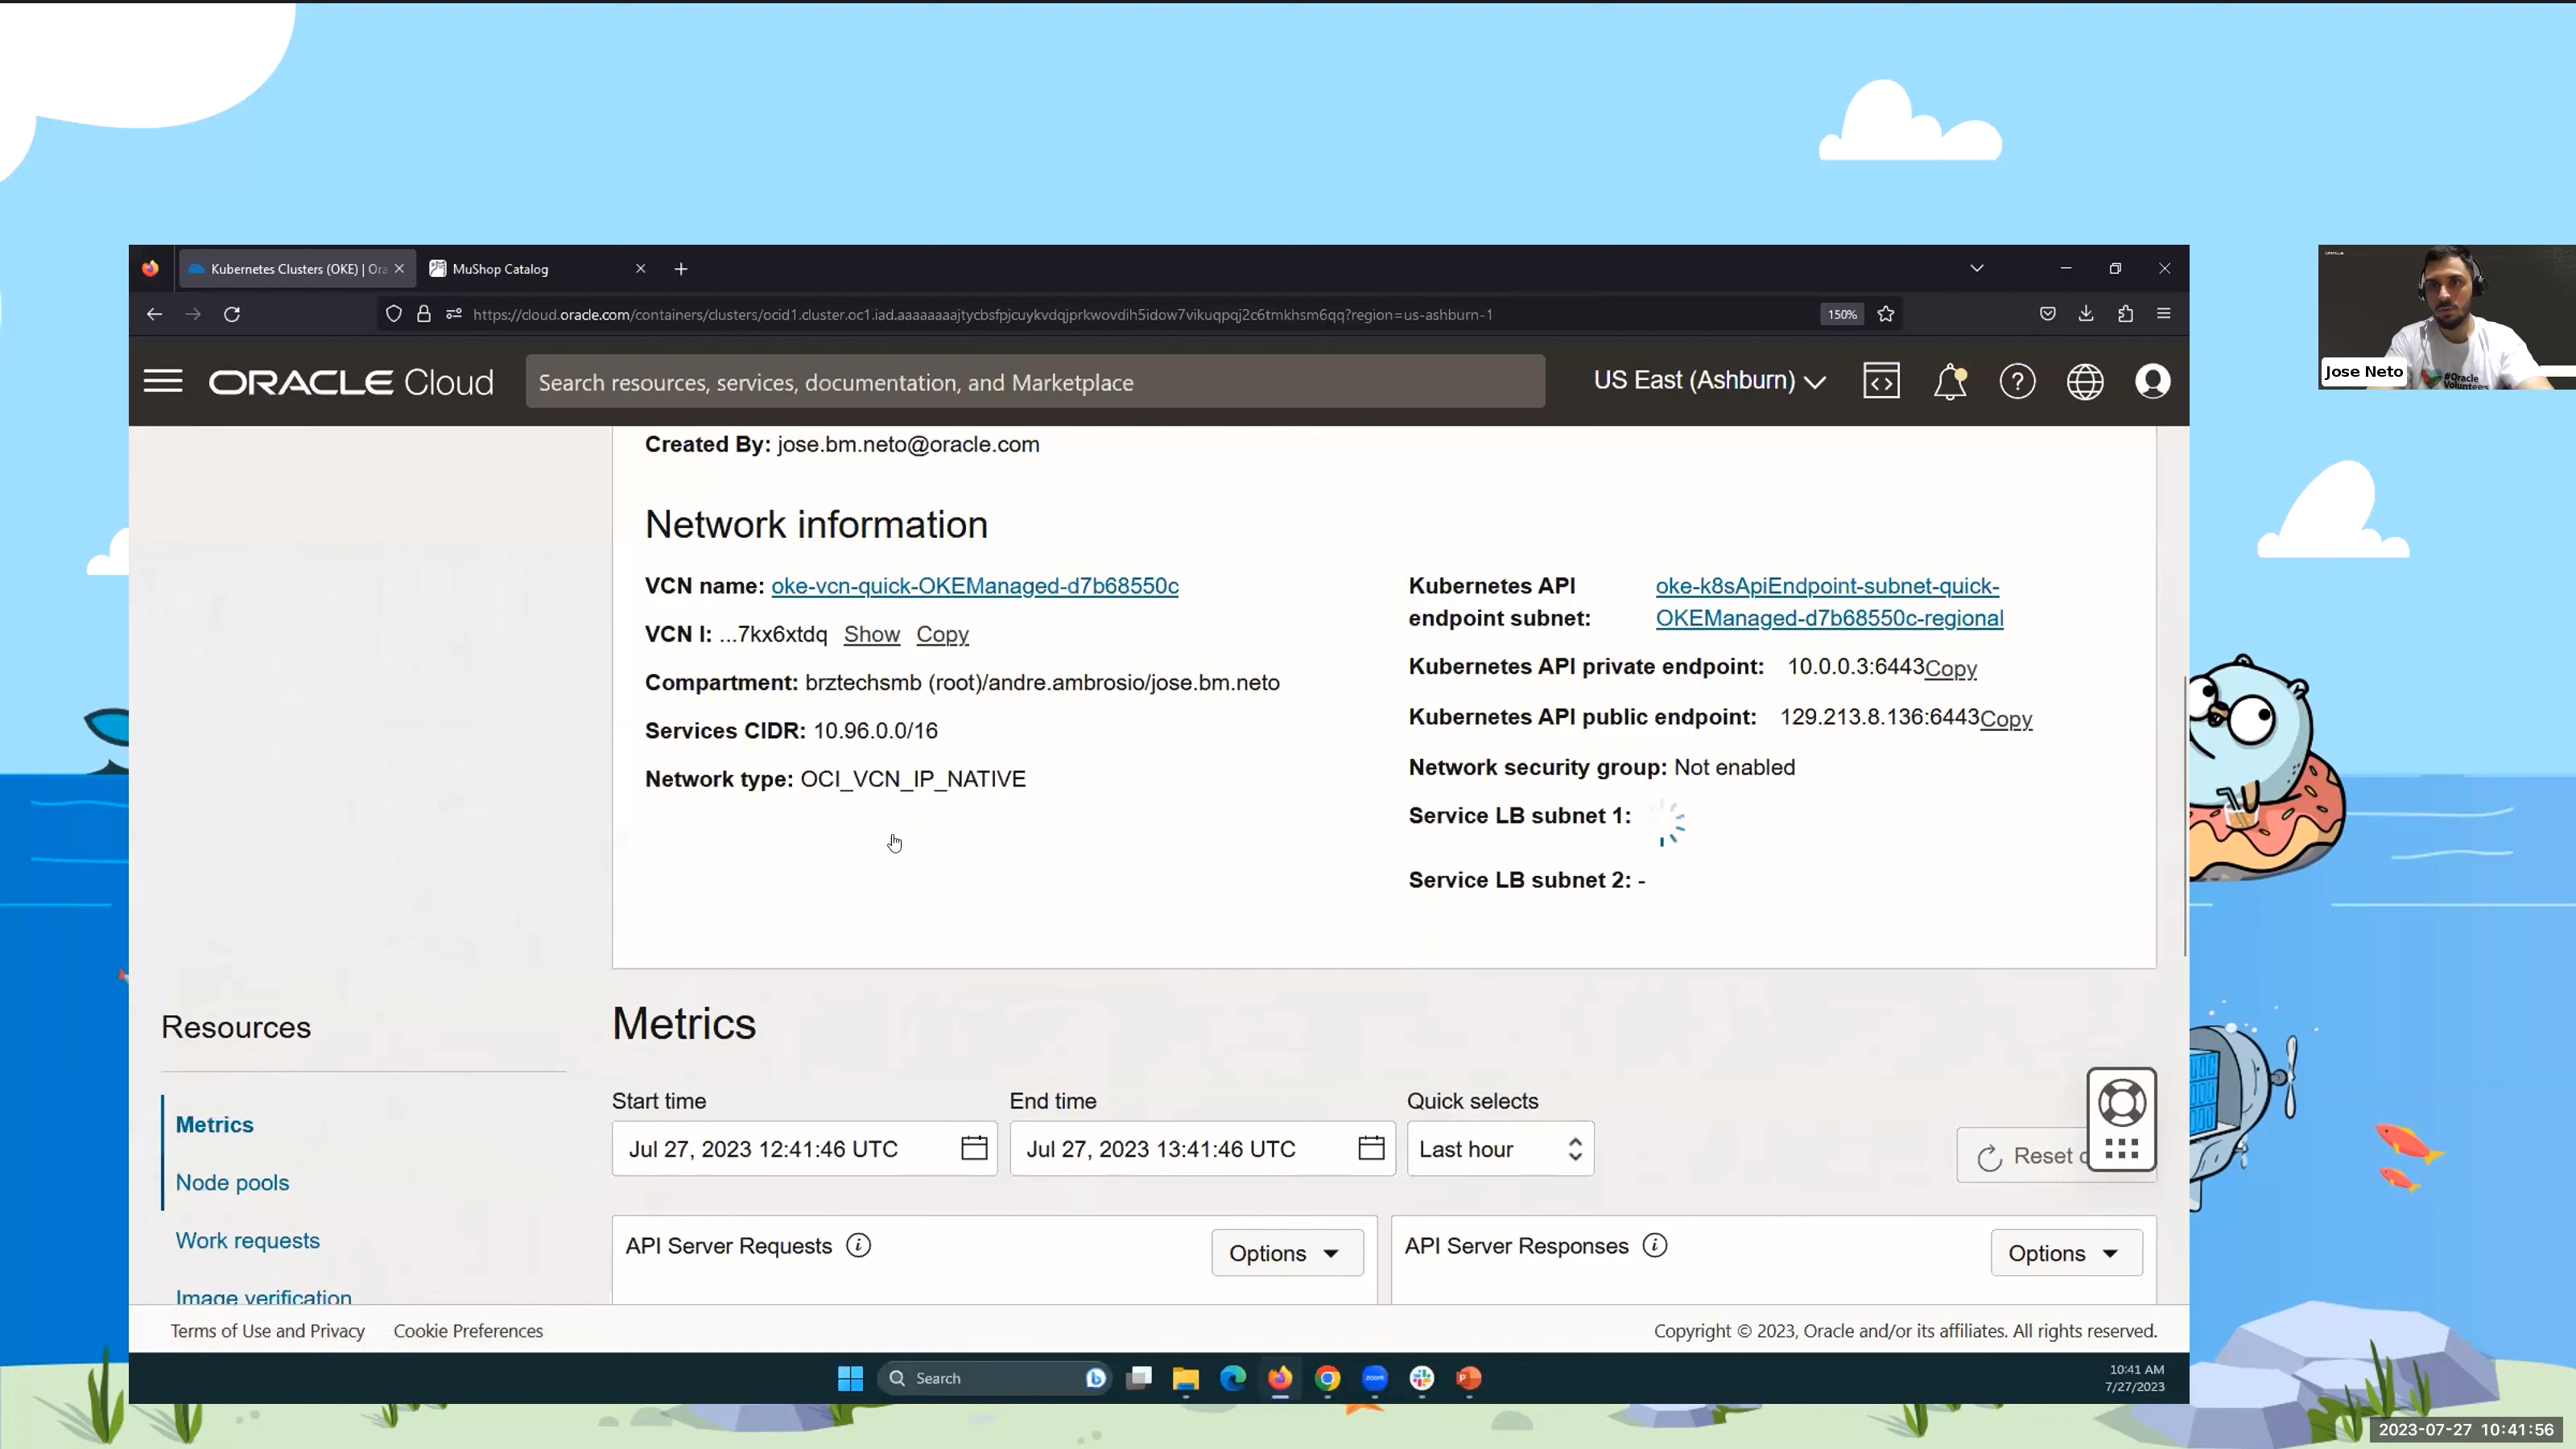 Kubernetes Clusters (OKE) | Ora
MuShop Catalog
https://cloud.oracle.com/containers/clusters/ocid1.cluster.oc1.iad.aaaaaaaajtycbsfpjcuykvdqjprkwovdih5idow7vikuqpqj2c6tmkhsm6qq?region=us-ashburn-1
150%
ORACLE Cloud
Search resources, services, documentation, and Marketplace
US East (Ashburn)
Jose Neto
#Oracle
Volunteers
Created By: jose.bm.neto@oracle.com
Network information
VCN name: oke-vcn-quick-OKEManaged-d7b68550c
VCN I: ...7kx6xtdq Show Copy
Compartment: brztechsmb (root)/andre.ambrosio/jose.bm.neto
Services CIDR: 10.96.0.0/16
Network type: OCI_VCN_IP_NATIVE
Kubernetes API endpoint subnet: oke-k8sApiEndpoint-subnet-quick-
OKEManaged-d7b68550c-regional
Kubernetes API private endpoint: 10.0.0.3:6443 Copy
Kubernetes API public endpoint: 129.213.8.136:6443 Copy
Network security group: Not enabled
Service LB subnet 1:
Service LB subnet 2: -
Resources
Metrics
Node pools
Work requests
Image verification
Metrics
Start time
Jul 27, 2023 12:41:46 UTC
End time
Jul 27, 2023 13:41:46 UTC
Quick selects
Last hour
Reset c
API Server Requests
Options
API Server Responses
Options
Terms of Use and Privacy
Cookie Preferences
Copyright © 2023, Oracle and/or its affiliates. All rights reserved.
Search
zoom
10:41 AM
7/27/2023
2023-07-27 10:41:56